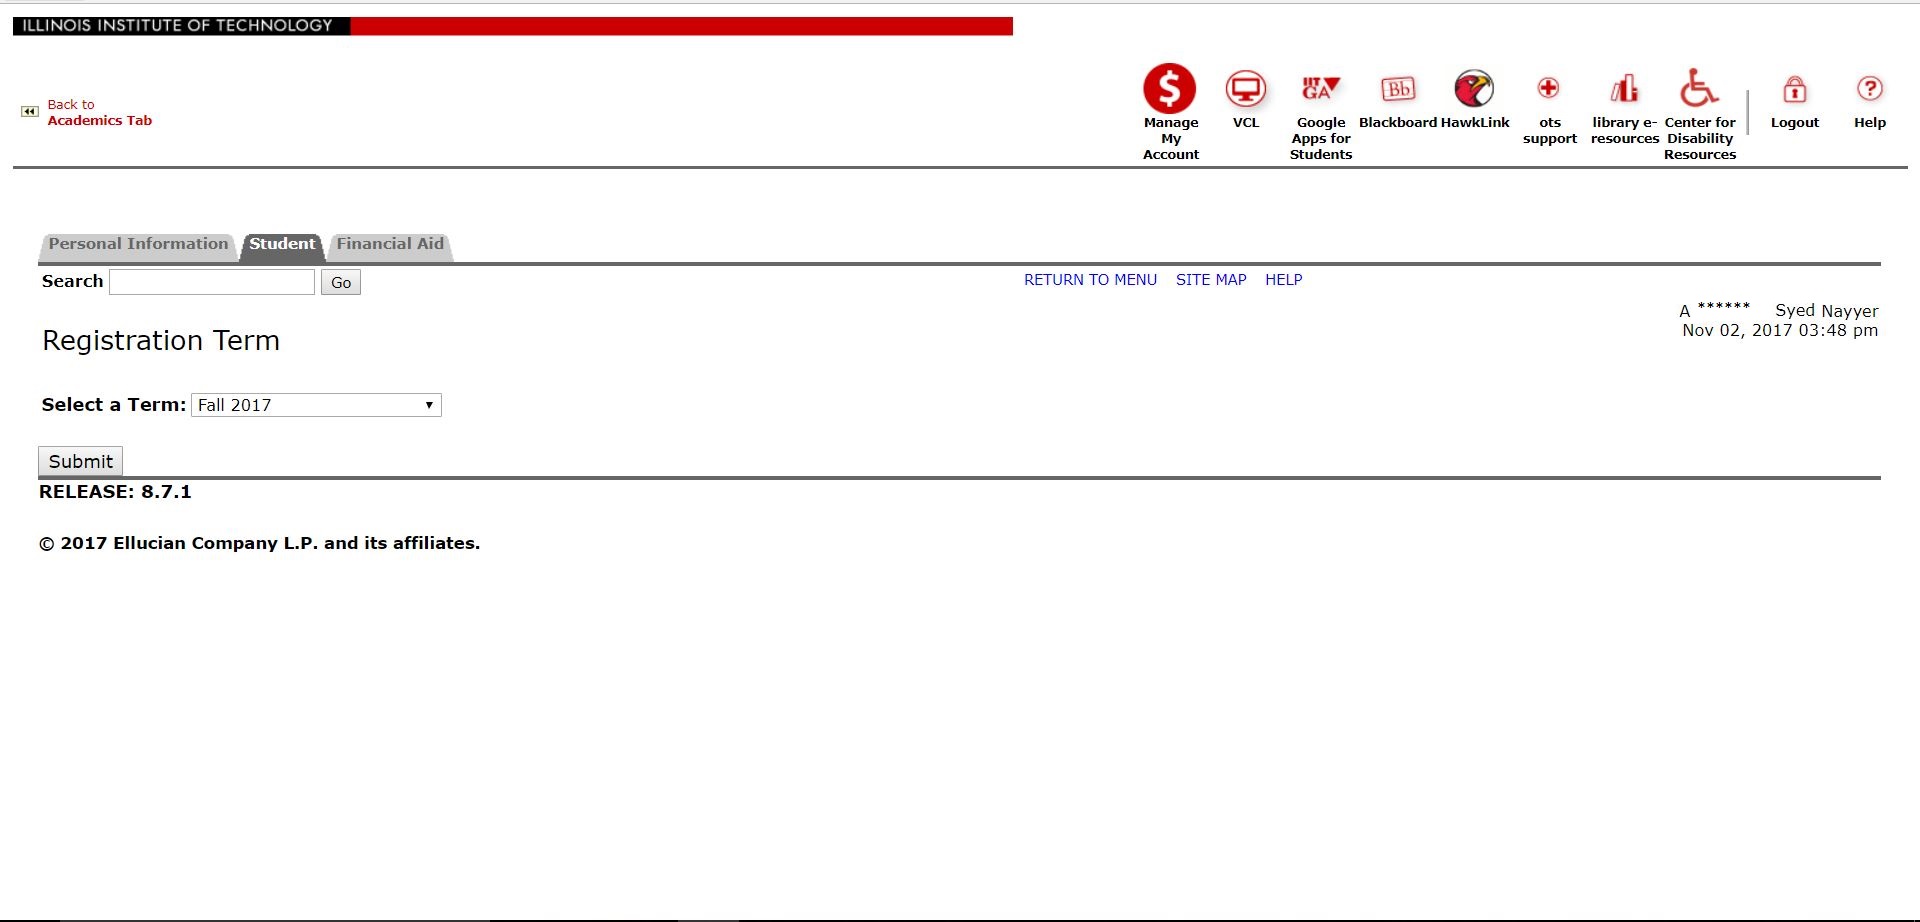 ILLINOIS INSTITUTE OF TECHNOLOGY
Back to
Academics Tab
$
Manage
My
Account
VCL
IIT
GA
Google
Apps for
Students
Bb
Blackboard
HawkLink
ots
support
library e-
resources
Center for
Disability
Resources
Logout
?
Help
Personal Information
Student
Financial Aid
Search
Go
RETURN TO MENU
SITE MAP
HELP
A ****** Syed Nayyer
Nov 02, 2017 03:48 pm
Registration Term
Select a Term: Fall 2017
Submit
RELEASE: 8.7.1
© 2017 Ellucian Company L.P. and its affiliates.